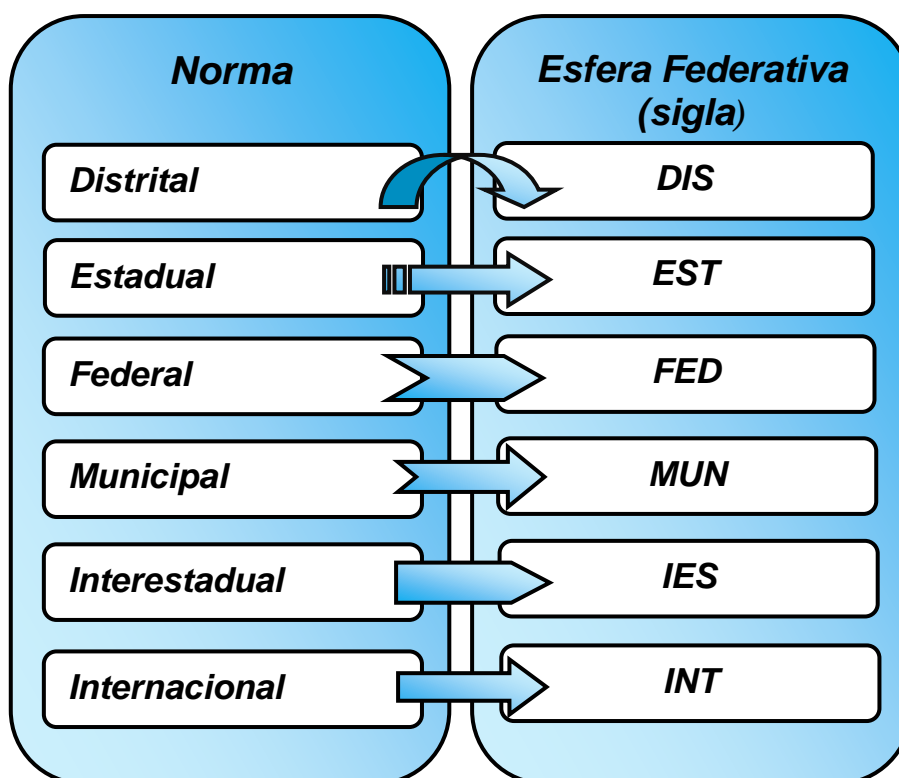 Norma
Esfera Federativa
(sigla)
Distrital
DIS
Estadual
EST
Federal
FED
Municipal
MUN
Interestadual
IES
Internacional
INT